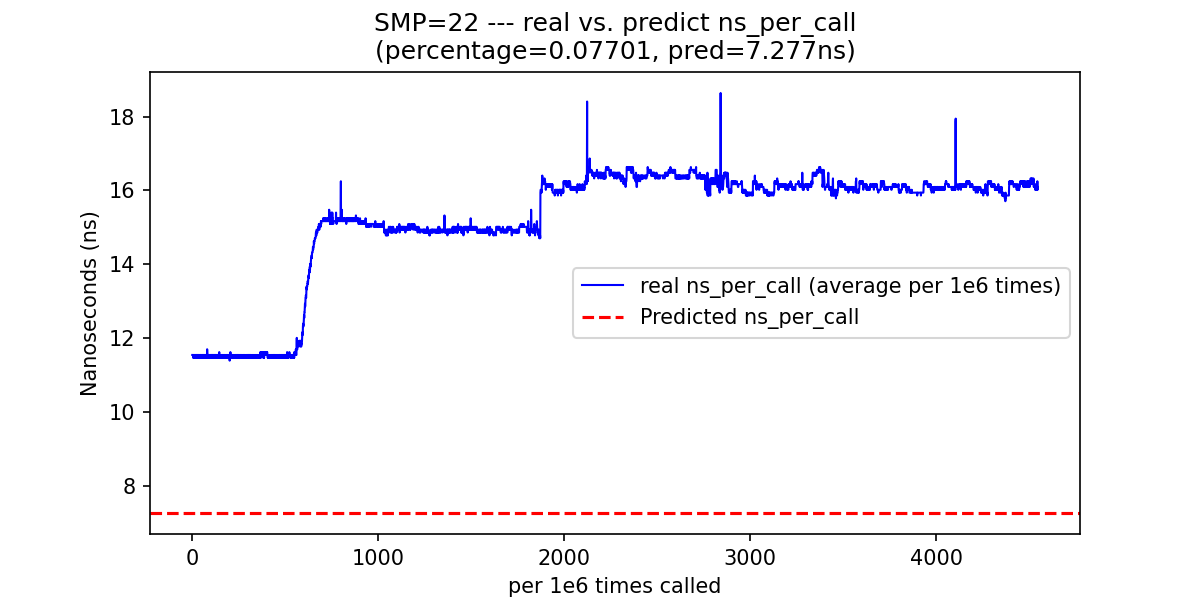 SMP=22 --- real vs. predict ns_per_call
(percentage=0.07701, pred=7.277ns)
Nanoseconds (ns)
18
16
14
12
10
8
real ns_per_call (average per 1e6 times)
Predicted ns_per_call
0 1000 2000 3000 4000
per 1e6 times called